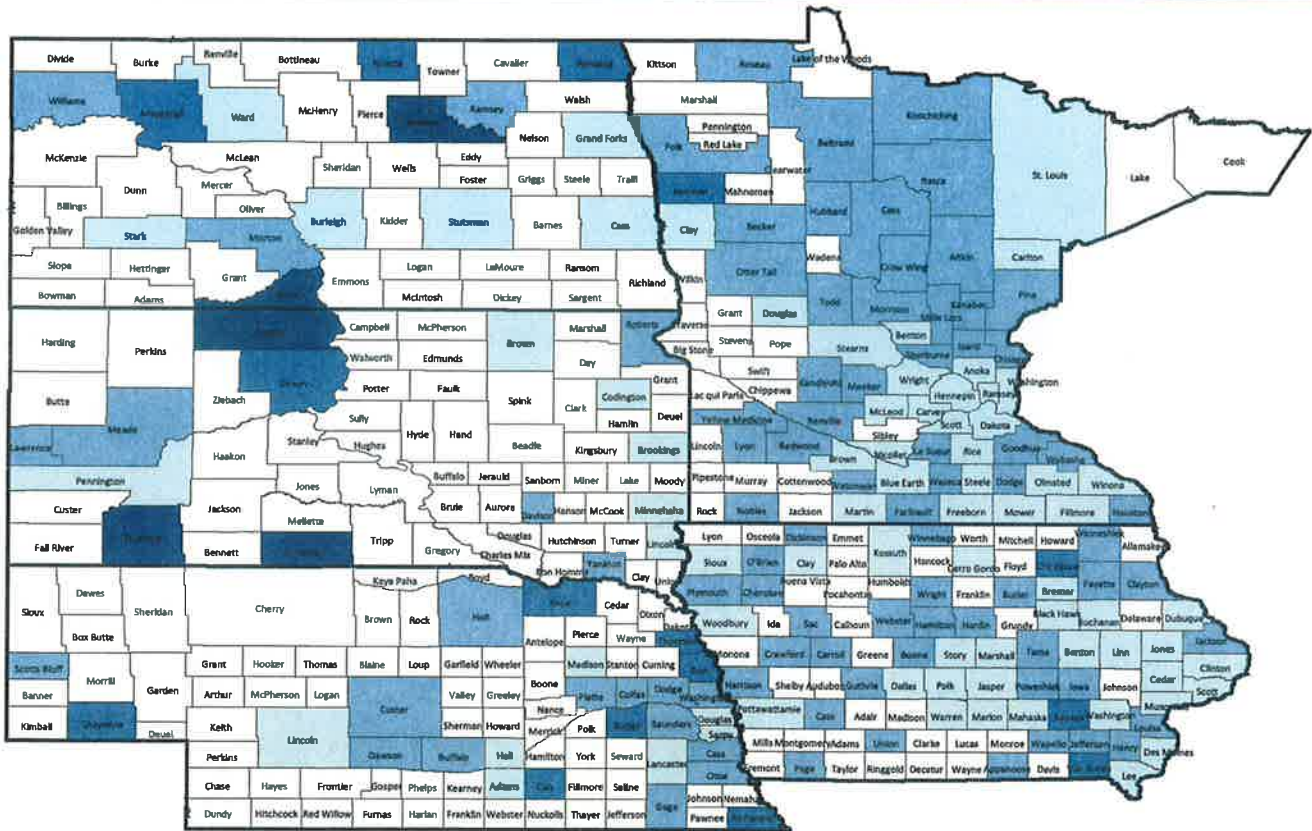 Divide Burke Renville Bottineau Rolette Towner Cavalier Pembina Kittson Roseau Lake of the Woods
Williams Mountrail Ward McHenry Pierce Benson Ramsey Walsh Marshall Koochiching
McKenzie McLean Sheridan Wells Eddy Nelson Grand Forks Polk Pennington Red Lake Beltrami St. Louis Lake Cook
Dunn Mercer Foster Griggs Steele Traill Clearwater Itasca
Billings Oliver Norman Mahnomen Hubbard Cass
Golden Valley Stark Morton Burleigh Kidder Stutsman Barnes Cass Clay Becker Wadena Crow Wing Aitkin Carlton
Slope Hettinger Grant Emmons Logan LaMoure Ransom Richland Wilkin Otter Tail Todd Morrison Mille Lacs Kanabec Pine
Bowman Adams Sioux McIntosh Dickey Sargent Grant Douglas
Harding Perkins Campbell McPherson Brown Marshall Roberts Traverse Stevens Pope Stearns Benton Sherburne Isanti Chisago
Walworth Edmunds Day Big Stone Swift Anoka Washington
Butte Ziebach Dewey Potter Faulk Spink Clark Codington Grant Lac qui Parle Chippewa Kandiyohi Meeker Wright Hennepin Ramsey
Meade Sully Hamlin Deuel Yellow Medicine Renville McLeod Carver Scott Dakota
Lawrence Haakon Stanley Hughes Hyde Hand Beadle Kingsbury Brookings Lincoln Lyon Redwood Sibley Nicollet Le Sueur Rice Goodhue Wabasha
Pennington Jones Lyman Buffalo Jerauld Sanborn Miner Lake Moody Pipestone Murray Cottonwood Brown Watonwan Blue Earth Waseca Steele Dodge Olmsted Winona
Custer Jackson Mellette Brule Aurora Davison Hanson McCook Minnehaha Rock Nobles Jackson Martin Faribault Freeborn Mower Fillmore Houston
Fall River Bennett Tripp Gregory Douglas Charles Mix Hutchinson Turner Lincoln Lyon Osceola Dickinson Emmet Kossuth Winnebago Worth Mitchell Howard Winneshiek Allamakee
Bon Homme Yankton Clay Union Sioux O'Brien Clay Palo Alto Hancock Cerro Gordo Floyd Chickasaw
Sioux Dawes Sheridan Cherry Keya Paha Boyd Knox Cedar Dixon Dakota Plymouth Cherokee Buena Vista Pocahontas Humboldt Wright Franklin Butler Bremer Fayette Clayton
Box Butte Brown Rock Holt Antelope Pierce Wayne Thurston Woodbury Ida Sac Calhoun Webster Hamilton Hardin Grundy Black Hawk Buchanan Delaware Dubuque
Scotts Bluff Morrill Garden Grant Hooker Thomas Blaine Loup Garfield Wheeler Madison Stanton Cuming Burt Monona Crawford Carroll Greene Boone Story Marshall Tama Benton Linn Jones Jackson
Banner Arthur McPherson Logan Custer Valley Greeley Boone Platte Colfax Dodge Washington Harrison Shelby Audubon Guthrie Dallas Polk Jasper Poweshiek Iowa Johnson Cedar Clinton Scott
Kimball Cheyenne Deuel Keith Lincoln Sherman Howard Nance Merrick Polk Butler Saunders Douglas Sarpy Pottawattamie Cass Adair Madison Warren Marion Mahaska Keokuk Washington Louisa
Perkins Dawson Buffalo Hall Hamilton York Seward Lancaster Cass Otoe Mills Montgomery Adams Union Clarke Lucas Monroe Wapello Jefferson Henry Des Moines
Chase Hayes Frontier Gosper Phelps Kearney Adams Clay Fillmore Saline Gage Johnson Nemaha Fremont Page Taylor Ringgold Decatur Wayne Appanoose Davis Lee
Dundy Hitchcock Red Willow Furnas Harlan Franklin Webster Nuckolls Thayer Jefferson Pawnee